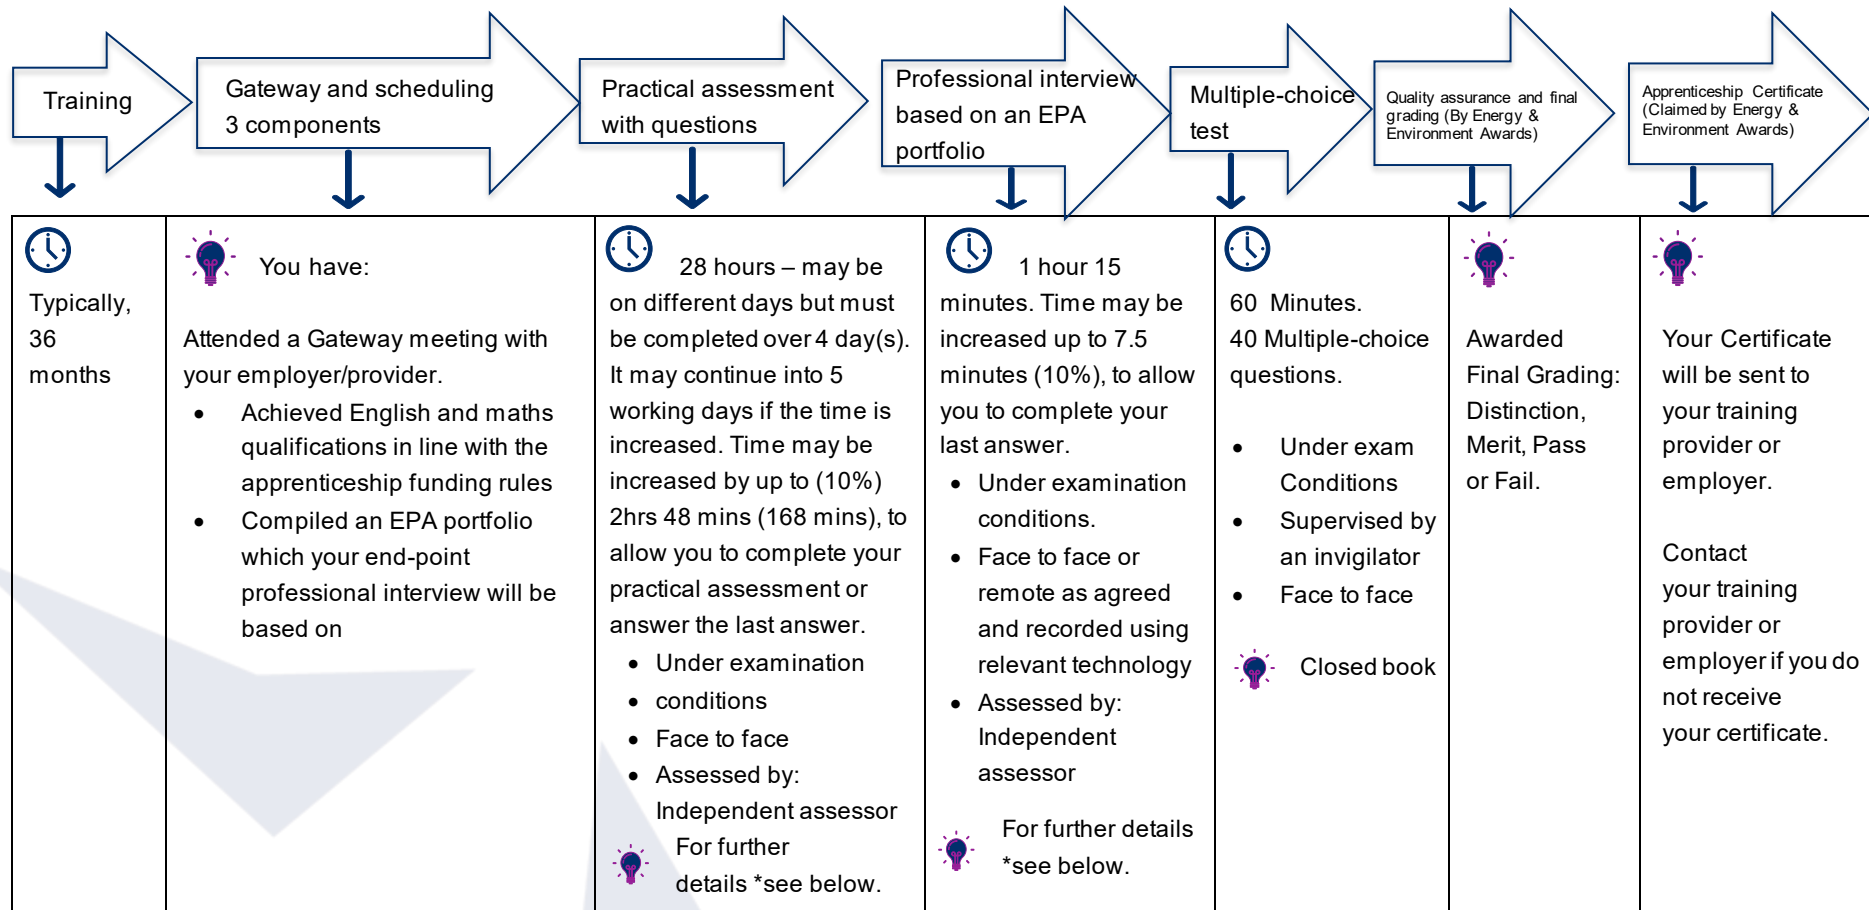 Training
Gateway and scheduling
3 components
Practical assessment
with questions
Professional interview
based on an EPA
portfolio
Multiple-choice
test
Quality assurance and final
grading (By Energy &
Environment Awards)
Apprenticeship Certificate
(Claimed by Energy &
Environment Awards)
Typically,
36
months
You have:
Attended a Gateway meeting with
your employer/provider.
• Achieved English and maths
qualifications in line with the
apprenticeship funding rules
• Compiled an EPA portfolio
which your end-point
professional interview will be
based on
28 hours – may be
on different days but must
be completed over 4 day(s).
It may continue into 5
working days if the time is
increased. Time may be
increased by up to (10%)
2hrs 48 mins (168 mins), to
allow you to complete your
practical assessment or
answer the last answer.
• Under examination
• conditions
• Face to face
• Assessed by:
Independent assessor
For further
details *see below.
1 hour 15
minutes. Time may be
increased up to 7.5
minutes (10%), to allow
you to complete your
last answer.
• Under examination
conditions.
• Face to face or
remote as agreed
and recorded using
relevant technology
• Assessed by:
Independent
assessor
For further details
*see below.
60 Minutes.
40 Multiple-choice
questions.
• Under exam
Conditions
• Supervised by
an invigilator
• Face to face
Closed book
Awarded
Final Grading:
Distinction,
Merit, Pass
or Fail.
Your Certificate
will be sent to
your training
provider or
employer.
Contact
your training
provider or
employer if you do
not receive
your certificate.